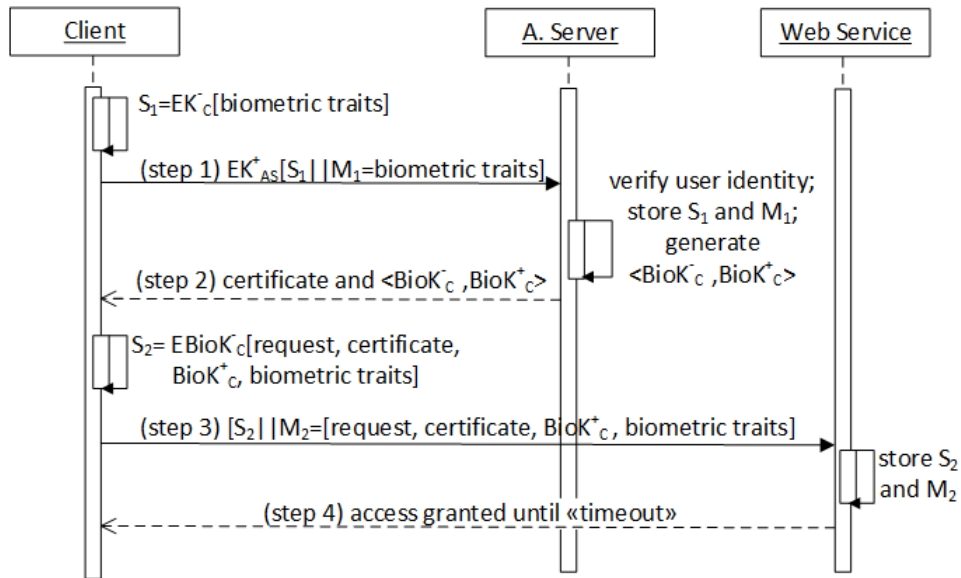 Client
A. Server
Web Service
S₁=EK⁻C[biometric traits]
(step 1) EK⁺AS[S₁||M₁=biometric traits]
verify user identity;
store S₁ and M₁;
generate
<BioK⁻C ,BioK⁺C>
(step 2) certificate and <BioK⁻C ,BioK⁺C>
S₂= EBioK⁻C[request, certificate,
BioK⁺C, biometric traits]
(step 3) [S₂||M₂=[request, certificate, BioK⁺C, biometric traits]
store S₂
and M₂
(step 4) access granted until «timeout»